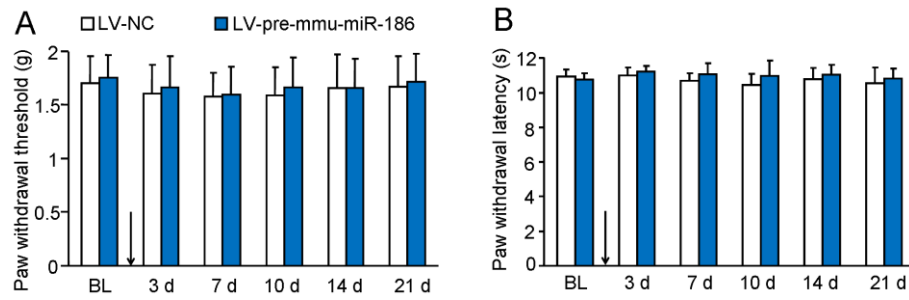 A
LV-NC
LV-pre-mmu-miR-186
Paw withdrawal threshold (g)
2
1.5
1
0.5
0
BL 3 d 7 d 10 d 14 d 21 d
B
Paw withdrawal latency (s)
12
10
8
6
4
2
0
BL 3 d 7 d 10 d 14 d 21 d